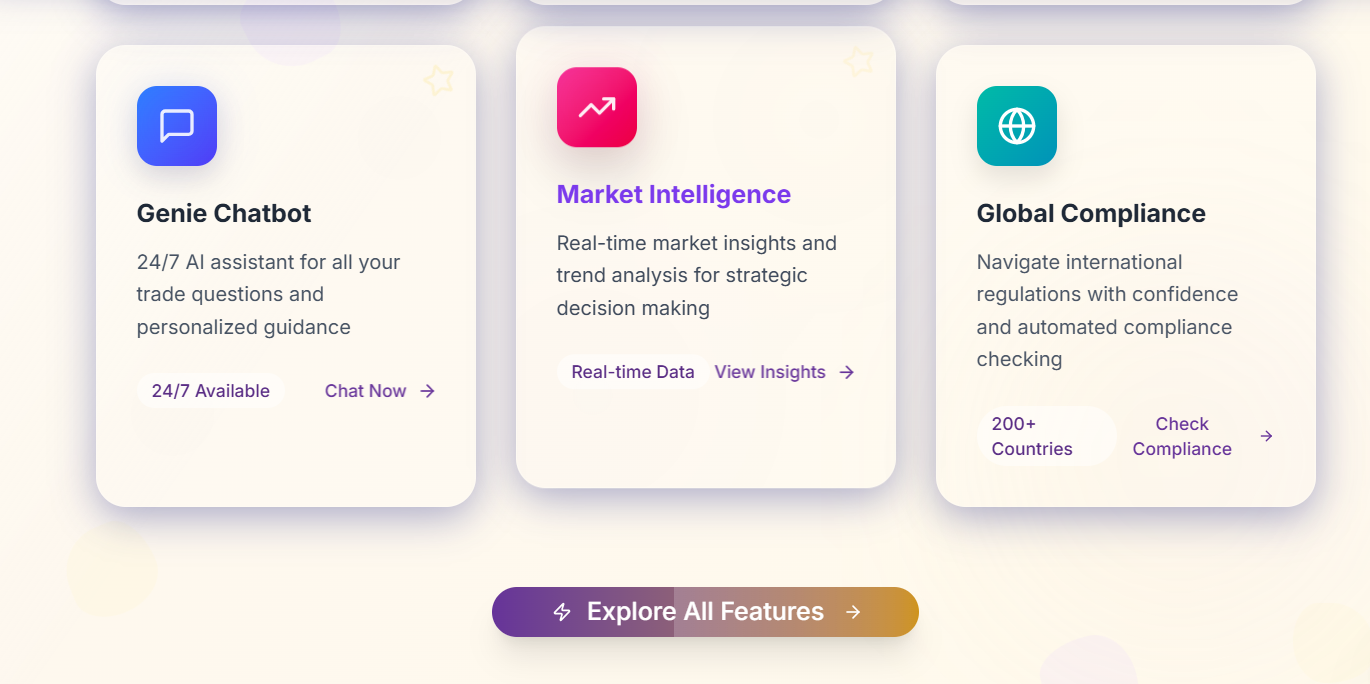 Genie Chatbot
24/7 AI assistant for all your
trade questions and
personalized guidance
24/7 Available
Chat Now
Market Intelligence
Real-time market insights and
trend analysis for strategic
decision making
Real-time Data
View Insights
Global Compliance
Navigate international
regulations with confidence
and automated compliance
checking
200+
Countries
Check
Compliance
Explore All Features